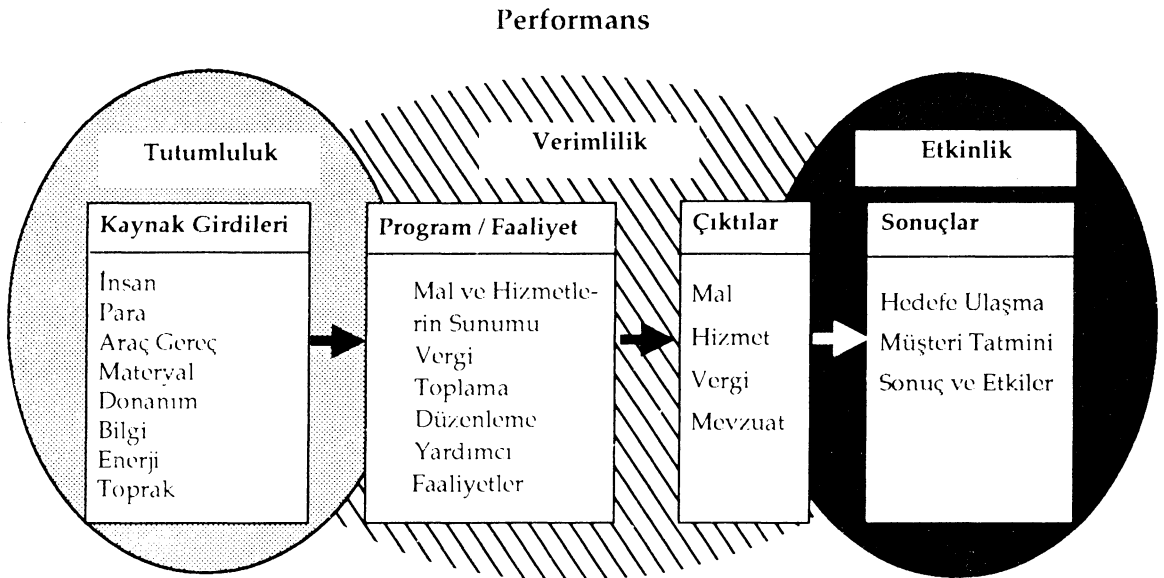 Performans
Tutumluluk
Verimlilik
Etkinlik
Kaynak Girdileri
İnsan
Para
Araç Gereç
Materyal
Donanım
Bilgi
Enerji
Toprak
Program / Faaliyet
Mal ve Hizmetle-
rin Sunumu
Vergi
Toplama
Düzenleme
Yardımcı
Faaliyetler
Çıktılar
Mal
Hizmet
Vergi
Mevzuat
Sonuçlar
Hedefe Ulaşma
Müşteri Tatmini
Sonuç ve Etkiler